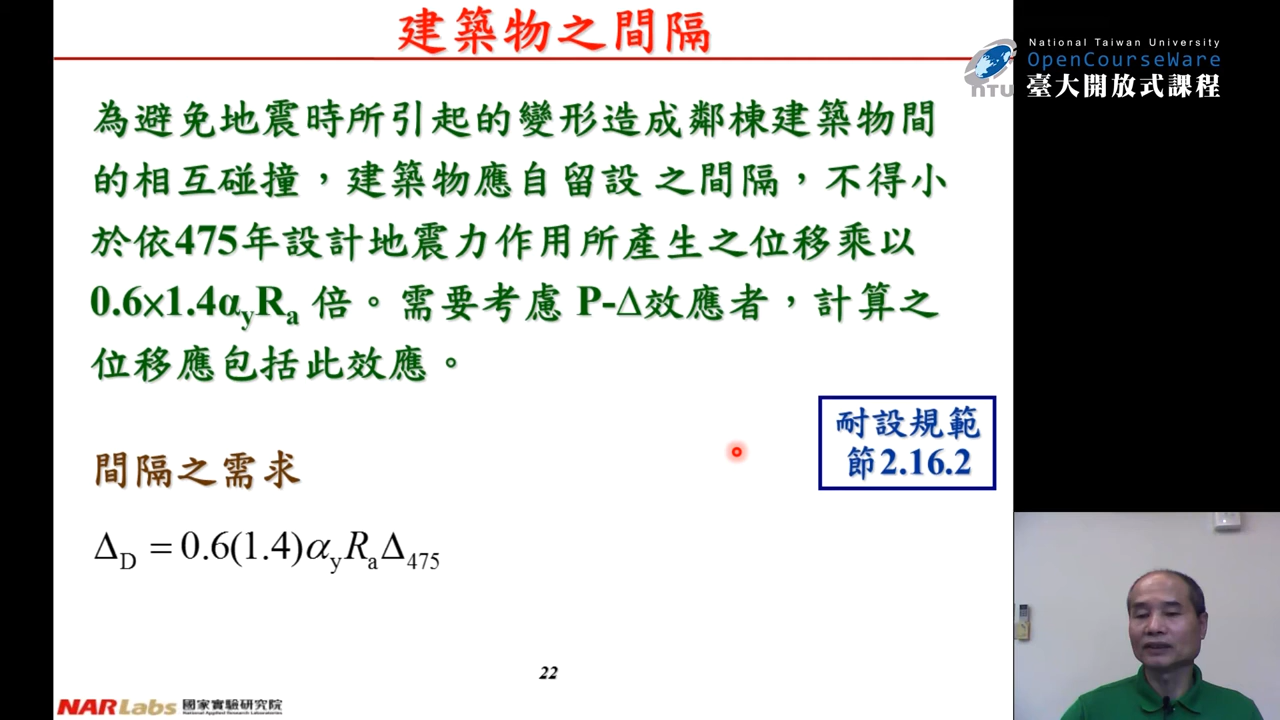 建築物之間隔
National Taiwan University
OpenCourseWare
臺大開放式課程
NTU
為避免地震時所引起的變形造成鄰棟建築物間
的相互碰撞，建築物應自留設 之間隔，不得小
於依475年設計地震力作用所產生之位移乘以
0.6×1.4αyRa 倍。需要考慮 P-Δ效應者，計算之
位移應包括此效應。
耐設規範
節2.16.2
間隔之需求
ΔD = 0.6(1.4)αyRaΔ475
22
NARLabs 國家實驗研究院
National Applied Research Laboratories